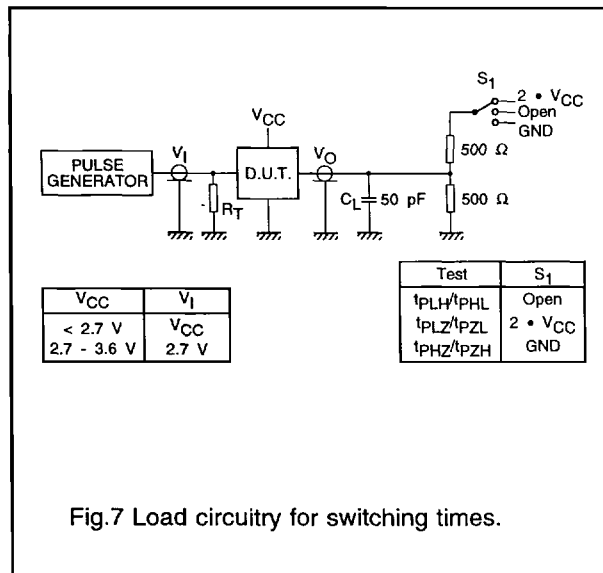 S1
2 • VCC
Open
GND
VCC
500 Ω
PULSE
GENERATOR
VI
D.U.T.
VO
RT
CL
50 pF
500 Ω
VCC VI
< 2.7 V VCC
2.7 - 3.6 V 2.7 V
Test S1
tPLH/tPHL Open
tPLZ/tPZL 2 • VCC
tPHZ/tPZH GND
Fig.7 Load circuitry for switching times.